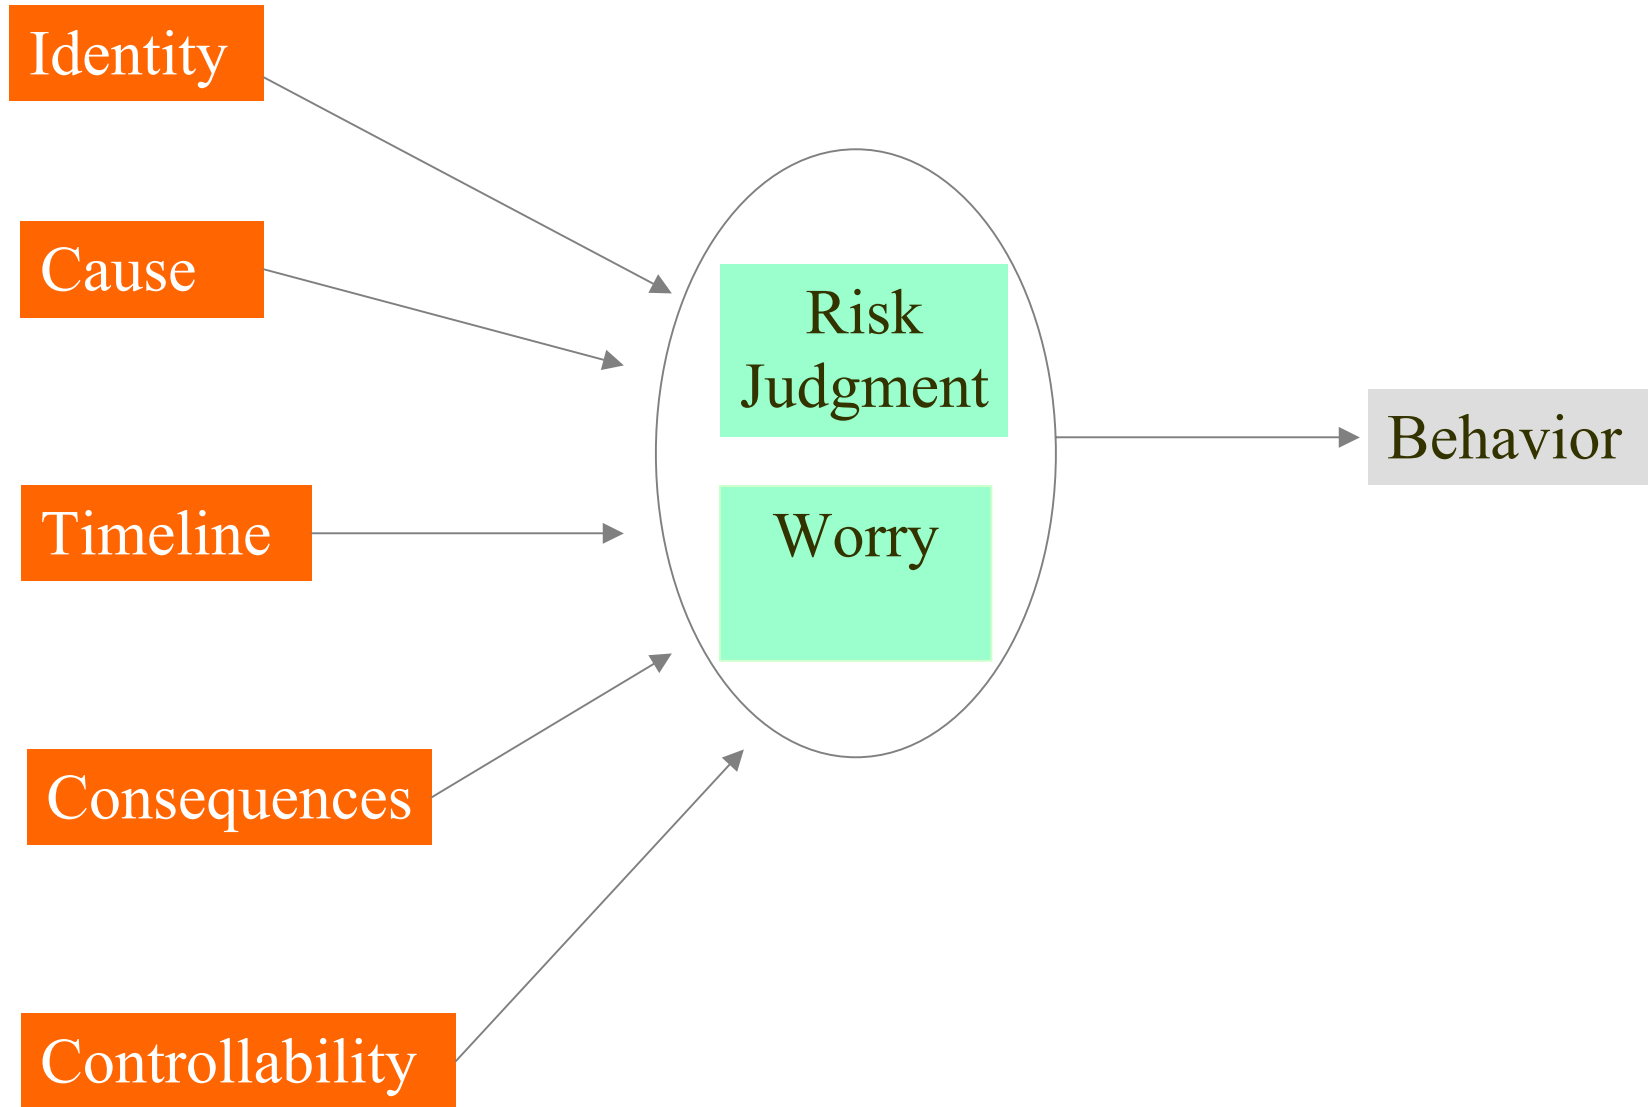 Identity
Cause
Timeline
Consequences
Controllability
Risk
Judgment
Worry
Behavior